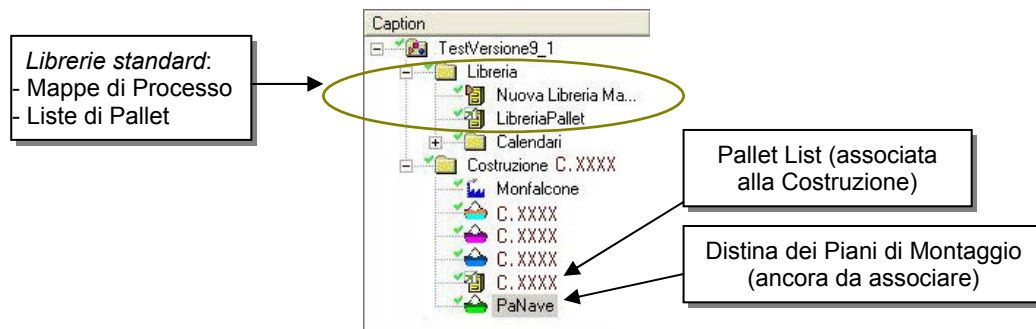 Caption
TestVersione9_1
Librerie standard:
- Mappe di Processo
- Liste di Pallet
Libreria
Nuova Libreria Ma...
LibreriaPallet
Calendari
Costruzione C.XXXX
Monfalcone
C.XXXX
C.XXXX
C.XXXX
C.XXXX
PaNave
Pallet List (associata
alla Costruzione)
Distina dei Piani di Montaggio
(ancora da associare)